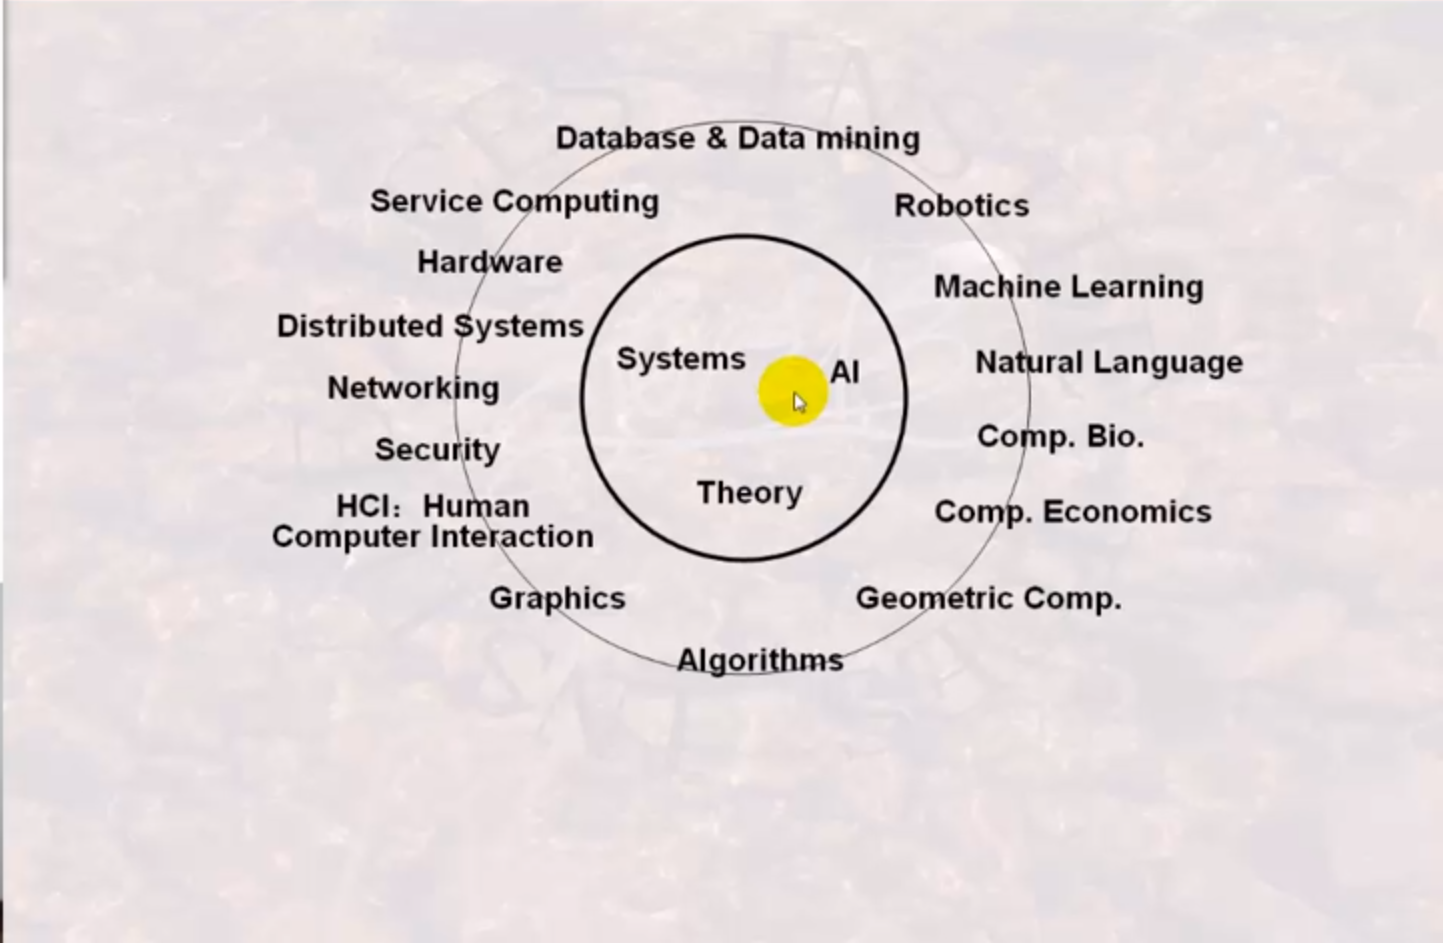 Database & Data mining
Service Computing
Robotics
Hardware
Machine Learning
Distributed Systems
Systems
AI
Natural Language
Networking
Comp. Bio.
Security
Theory
HCI：Human
Computer Interaction
Comp. Economics
Graphics
Geometric Comp.
Algorithms